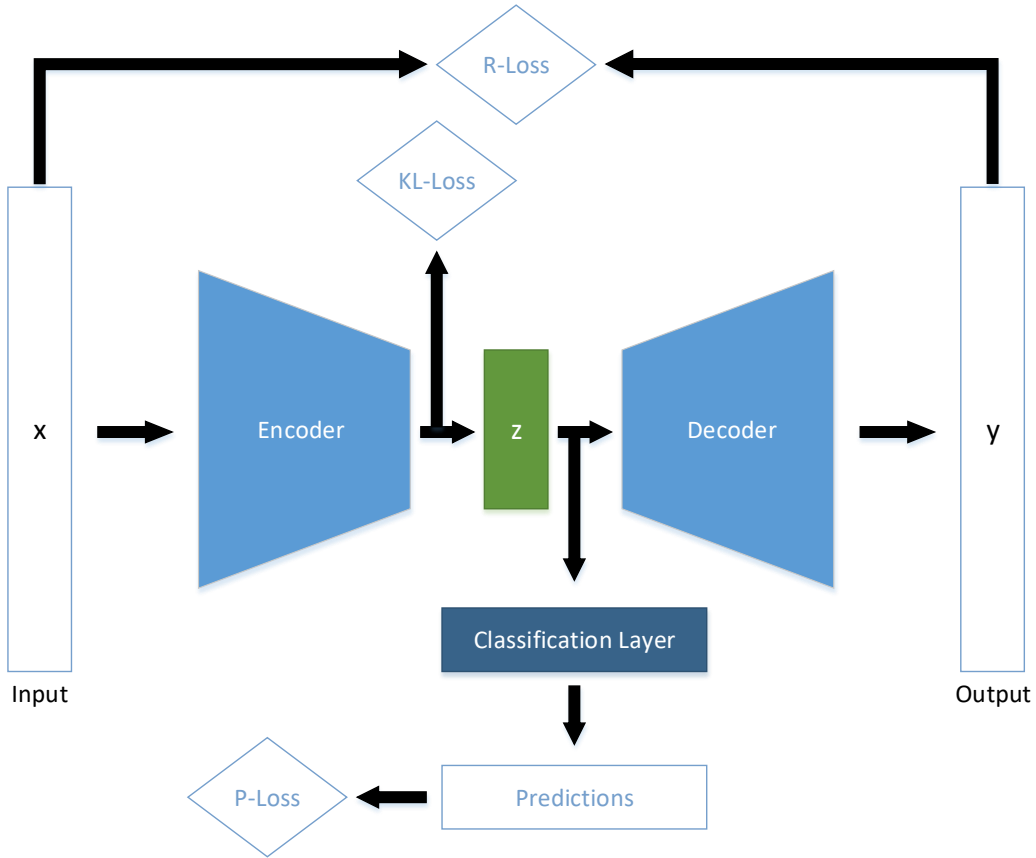 R-Loss
KL-Loss
x
Encoder
z
Decoder
y
Classification Layer
Input
Output
P-Loss
Predictions